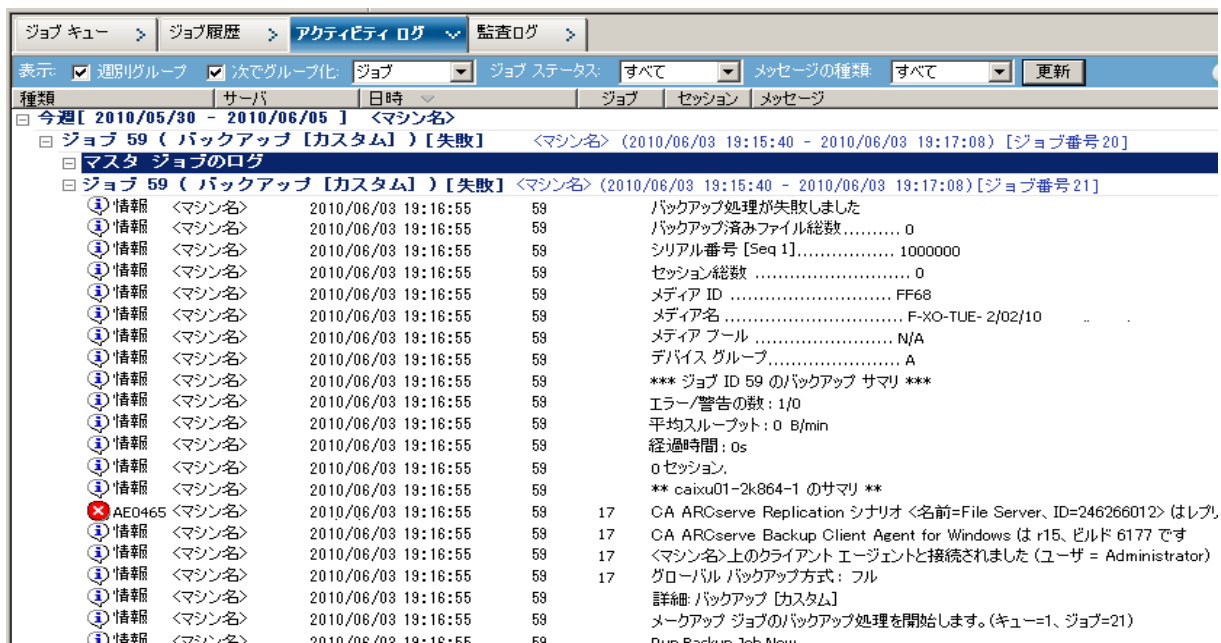 ジョブ キュー > ジョブ履歴 > アクティビティ ログ 監査ログ >
表示: 週別グループ 次でグループ化: ジョブ ジョブ ステータス: すべて メッセージの種類: すべて 更新
種類 サーバ 日時 ジョブ セッション メッセージ
今週[ 2010/05/30 - 2010/06/05 ] <マシン名>
ジョブ 59 ( バックアップ [カスタム] ) [失敗] <マシン名> (2010/06/03 19:15:40 - 2010/06/03 19:17:08) [ジョブ番号20]
マスタ ジョブのログ
ジョブ 59 ( バックアップ [カスタム] ) [失敗] <マシン名> (2010/06/03 19:15:40 - 2010/06/03 19:17:08) [ジョブ番号21]
情報 <マシン名> 2010/06/03 19:16:55 59 バックアップ処理が失敗しました
情報 <マシン名> 2010/06/03 19:16:55 59 バックアップ済みファイル総数.......... 0
情報 <マシン名> 2010/06/03 19:16:55 59 シリアル番号 [Seq 1]................. 1000000
情報 <マシン名> 2010/06/03 19:16:55 59 セッション総数 ........................... 0
情報 <マシン名> 2010/06/03 19:16:55 59 メディア ID ............................ FF68
情報 <マシン名> 2010/06/03 19:16:55 59 メディア名 ............................... F-XO-TUE- 2/02/10
情報 <マシン名> 2010/06/03 19:16:55 59 メディア プール ........................ N/A
情報 <マシン名> 2010/06/03 19:16:55 59 デバイス グループ....................... A
情報 <マシン名> 2010/06/03 19:16:55 59 *** ジョブ ID 59 のバックアップ サマリ ***
情報 <マシン名> 2010/06/03 19:16:55 59 エラー/警告の数 : 1/0
情報 <マシン名> 2010/06/03 19:16:55 59 平均スループット : 0 B/min
情報 <マシン名> 2010/06/03 19:16:55 59 経過時間 : 0s
情報 <マシン名> 2010/06/03 19:16:55 59 0 セッション.
情報 <マシン名> 2010/06/03 19:16:55 59 ** caixu01-2k864-1 のサマリ **
AE0465 <マシン名> 2010/06/03 19:16:55 59 17 CA ARCserve Replication シナリオ <名前=File Server、ID=246266012> はレプリ
情報 <マシン名> 2010/06/03 19:16:55 59 17 CA ARCserve Backup Client Agent for Windows は r15、ビルド 6177 です
情報 <マシン名> 2010/06/03 19:16:55 59 17 <マシン名>上のクライアント エージェントと接続されました (ユーザ = Administrator)
情報 <マシン名> 2010/06/03 19:16:55 59 17 グローバル バックアップ方式 : フル
情報 <マシン名> 2010/06/03 19:16:55 59 詳細: バックアップ [カスタム]
情報 <マシン名> 2010/06/03 19:16:55 59 メークアップ ジョブのバックアップ処理を開始します。(キュー=1、ジョブ=21)
情報 <マシン名> 2010/06/03 19:16:55 59 Run Backup Job Now